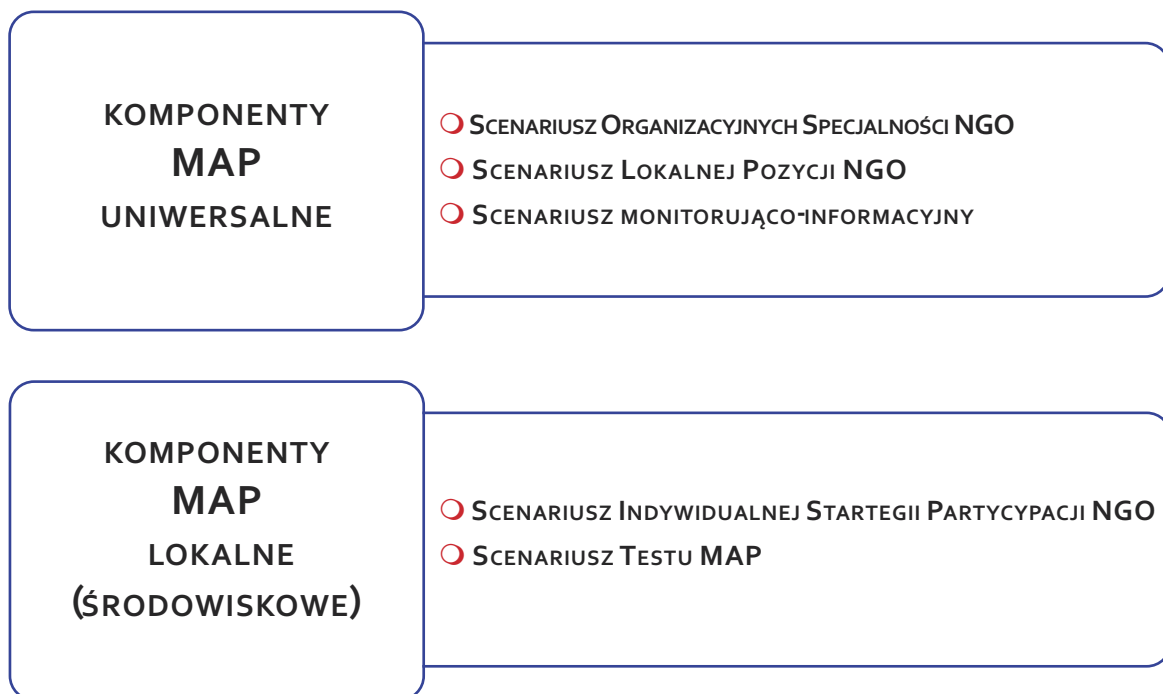 KOMPONENTY
MAP
UNIWERSALNE
SCENARIUSZ ORGANIZACYJNYCH SPECJALNOŚCI NGO
SCENARIUSZ LOKALNEJ POZYCJI NGO
SCENARIUSZ MONITORUJĄCO-INFORMACYJNY
KOMPONENTY
MAP
LOKALNE
(ŚRODOWISKOWE)
SCENARIUSZ INDYWIDUALNEJ STARTEGII PARTYCYPACJI NGO
SCENARIUSZ TESTU MAP